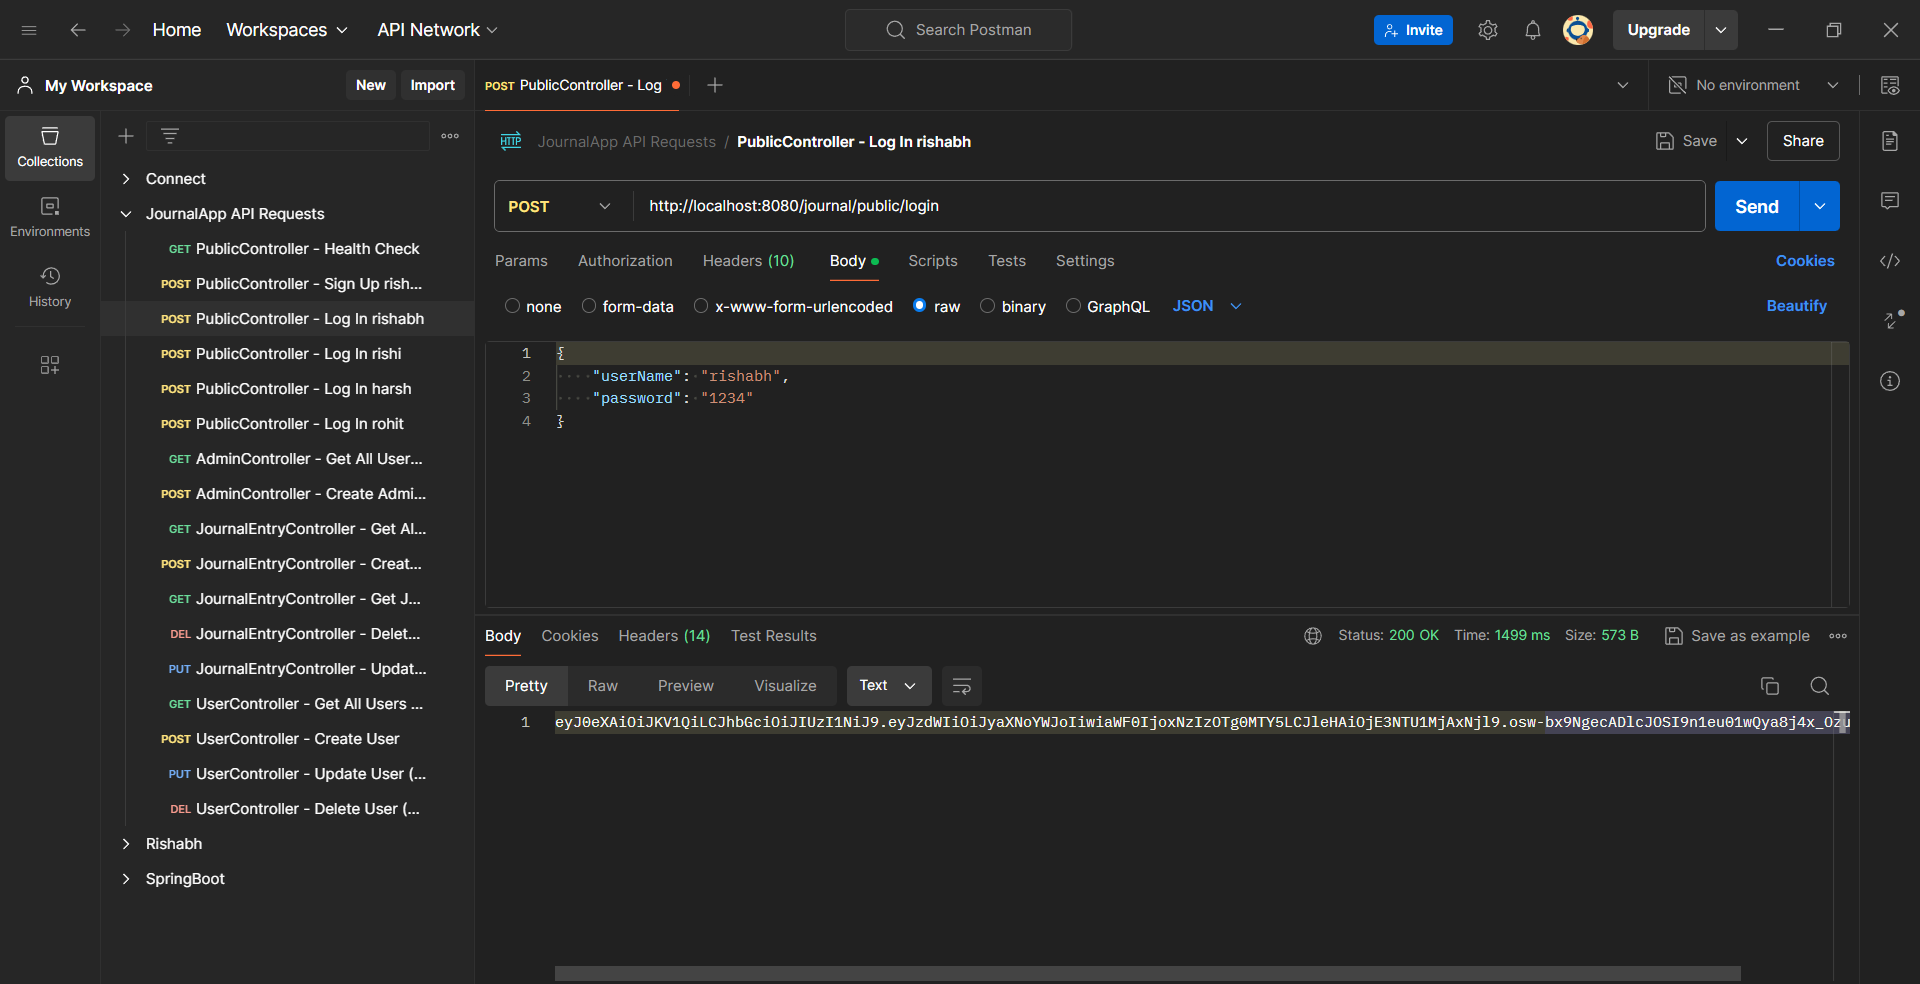 Home Workspaces API Network Search Postman Invite Upgrade
My Workspace New Import POST PublicController - Log No environment
Collections
Environments
History
Connect
JournalApp API Requests
GET PublicController - Health Check
POST PublicController - Sign Up rish...
POST PublicController - Log In rishabh
POST PublicController - Log In rishi
POST PublicController - Log In harsh
POST PublicController - Log In rohit
GET AdminController - Get All User...
POST AdminController - Create Admi...
GET JournalEntryController - Get Al...
POST JournalEntryController - Creat...
GET JournalEntryController - Get J...
DEL JournalEntryController - Delet...
PUT JournalEntryController - Updat...
GET UserController - Get All Users ...
POST UserController - Create User
PUT UserController - Update User (...
DEL UserController - Delete User (...
Rishabh
SpringBoot
HTTP JournalApp API Requests / PublicController - Log In rishabh Save Share
POST http://localhost:8080/journal/public/login Send
Params Authorization Headers (10) Body Scripts Tests Settings Cookies
none form-data x-www-form-urlencoded raw binary GraphQL JSON Beautify
1 {
2 "userName": "rishabh",
3 "password": "1234"
4 }
Body Cookies Headers (14) Test Results Status: 200 OK Time: 1499 ms Size: 573 B Save as example
Pretty Raw Preview Visualize Text
1 eyJ0eXAiOiJKV1QiLCJhbGciOiJIUzI1NiJ9.eyJzdWIiOiJyaXNoYWJoIiwiaWF0IjoxNzIzOTg0MTY5LCJleHAiOjE3NTU1MjAxNjl9.osw-bx9NgecADlcJOSI9n1eu01wQya8j4x_Ozu